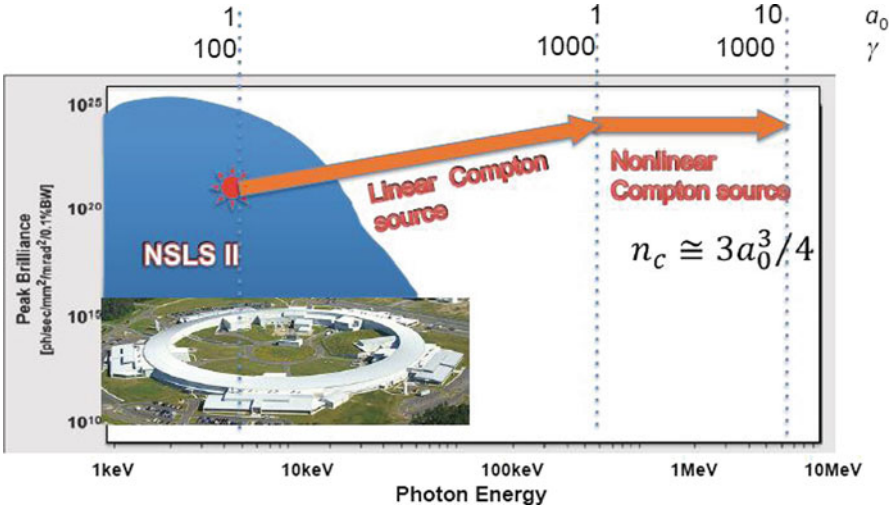 1 1 10 a₀
100 1000 1000 γ
10²⁵
10²⁰
10¹⁵
10¹⁰
Peak Brilliance
[ph/sec/mm²/mrad²/0.1%BW]
NSLS II
Linear Compton
source
Nonlinear
Compton source
n_c ≅ 3a₀³/4
1keV 10keV 100keV 1MeV 10MeV
Photon Energy